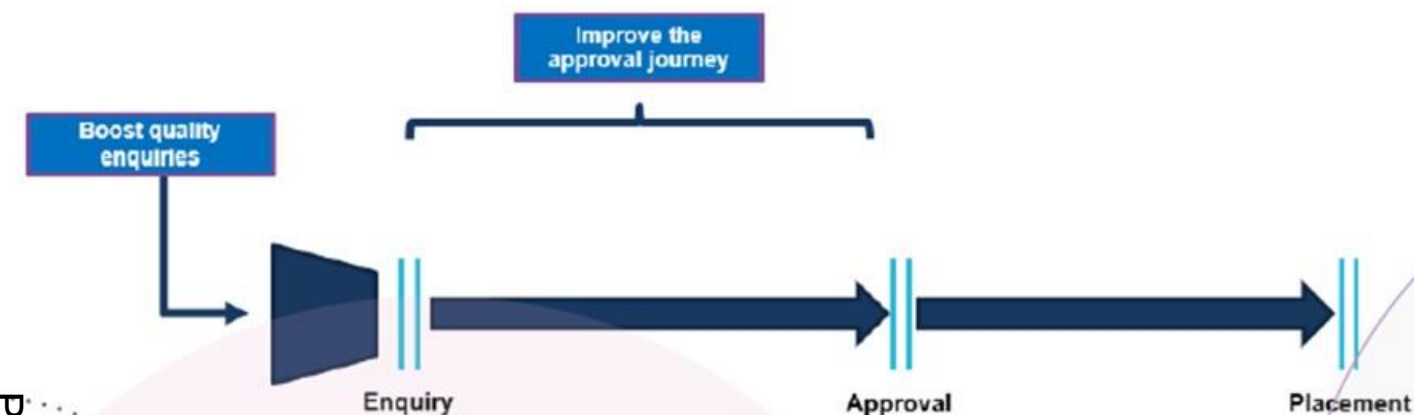 Improve the
approval journey
Boost quality
enquiries
Enquiry
Approval
Placement